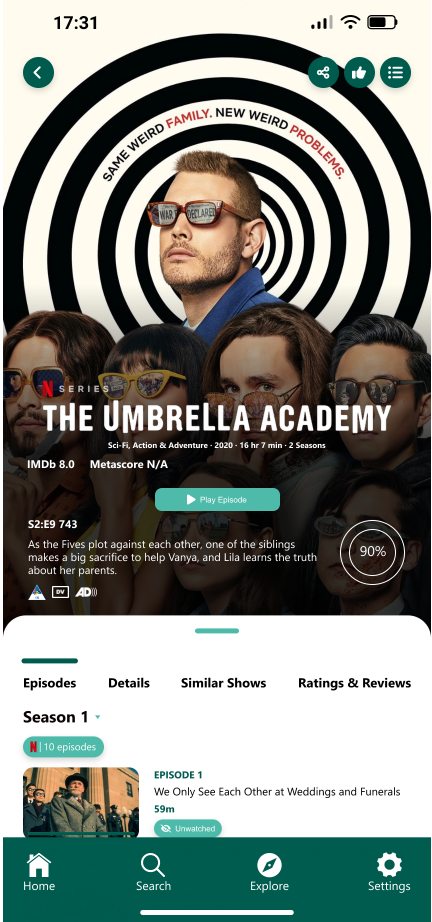 17:31
SAME WEIRD FAMILY. NEW WEIRD PROBLEMS.
WAR IS DECLARED
N SERIES
THE UMBRELLA ACADEMY
Sci-Fi, Action & Adventure · 2020 · 16 hr 7 min · 2 Seasons
IMDb 8.0 Metascore N/A
Play Episode
S2:E9 743
As the Fives plot against each other, one of the siblings
makes a big sacrifice to help Vanya, and Lila learns the truth
about her parents.
90%
DV AD
Episodes Details Similar Shows Ratings & Reviews
Season 1
N 10 episodes
EPISODE 1
We Only See Each Other at Weddings and Funerals
59m
Unwatched
Home Search Explore Settings